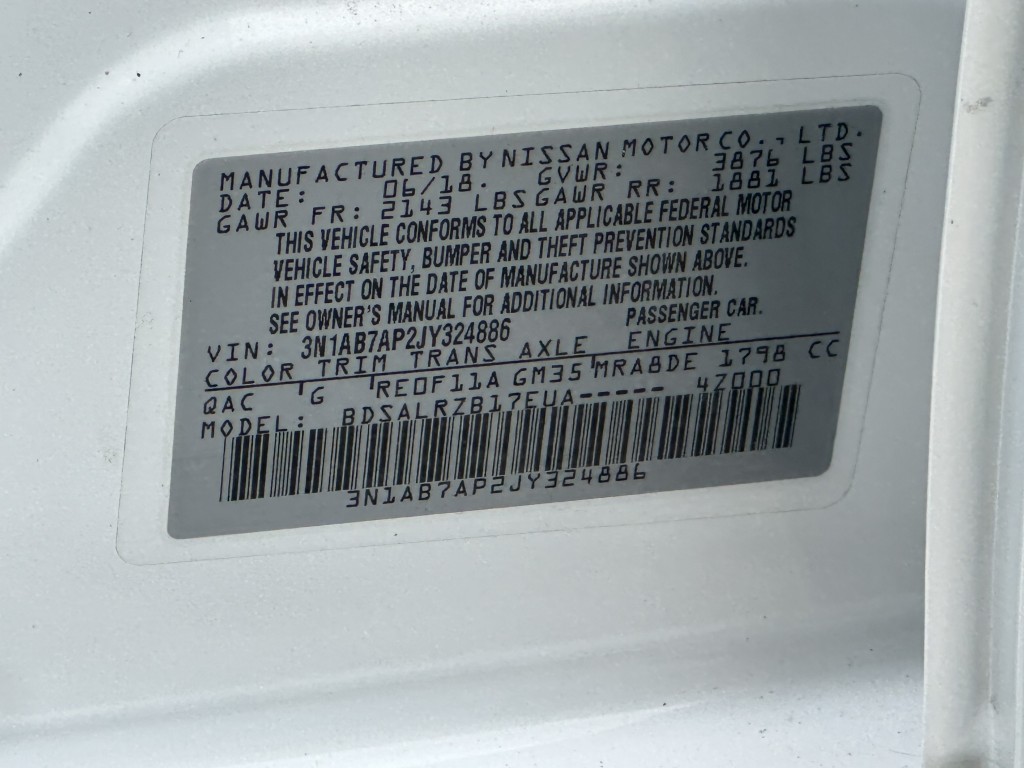 MANUFACTURED BY NISSAN MOTOR CO., LTD.
DATE: 06/18. GVWR: 3876 LBS
GAWR FR: 2143 LBS GAWR RR: 1881 LBS
THIS VEHICLE CONFORMS TO ALL APPLICABLE FEDERAL MOTOR
VEHICLE SAFETY, BUMPER AND THEFT PREVENTION STANDARDS
IN EFFECT ON THE DATE OF MANUFACTURE SHOWN ABOVE.
SEE OWNER'S MANUAL FOR ADDITIONAL INFORMATION.
VIN: 3N1AB7AP2JY324886 PASSENGER CAR.
COLOR TRIM TRANS AXLE ENGINE
QAC G RE0F11A GM35 MRA8DE 1798 CC
MODEL: BDSALRZB17EUA----- 4Z000
3N1AB7AP2JY324886